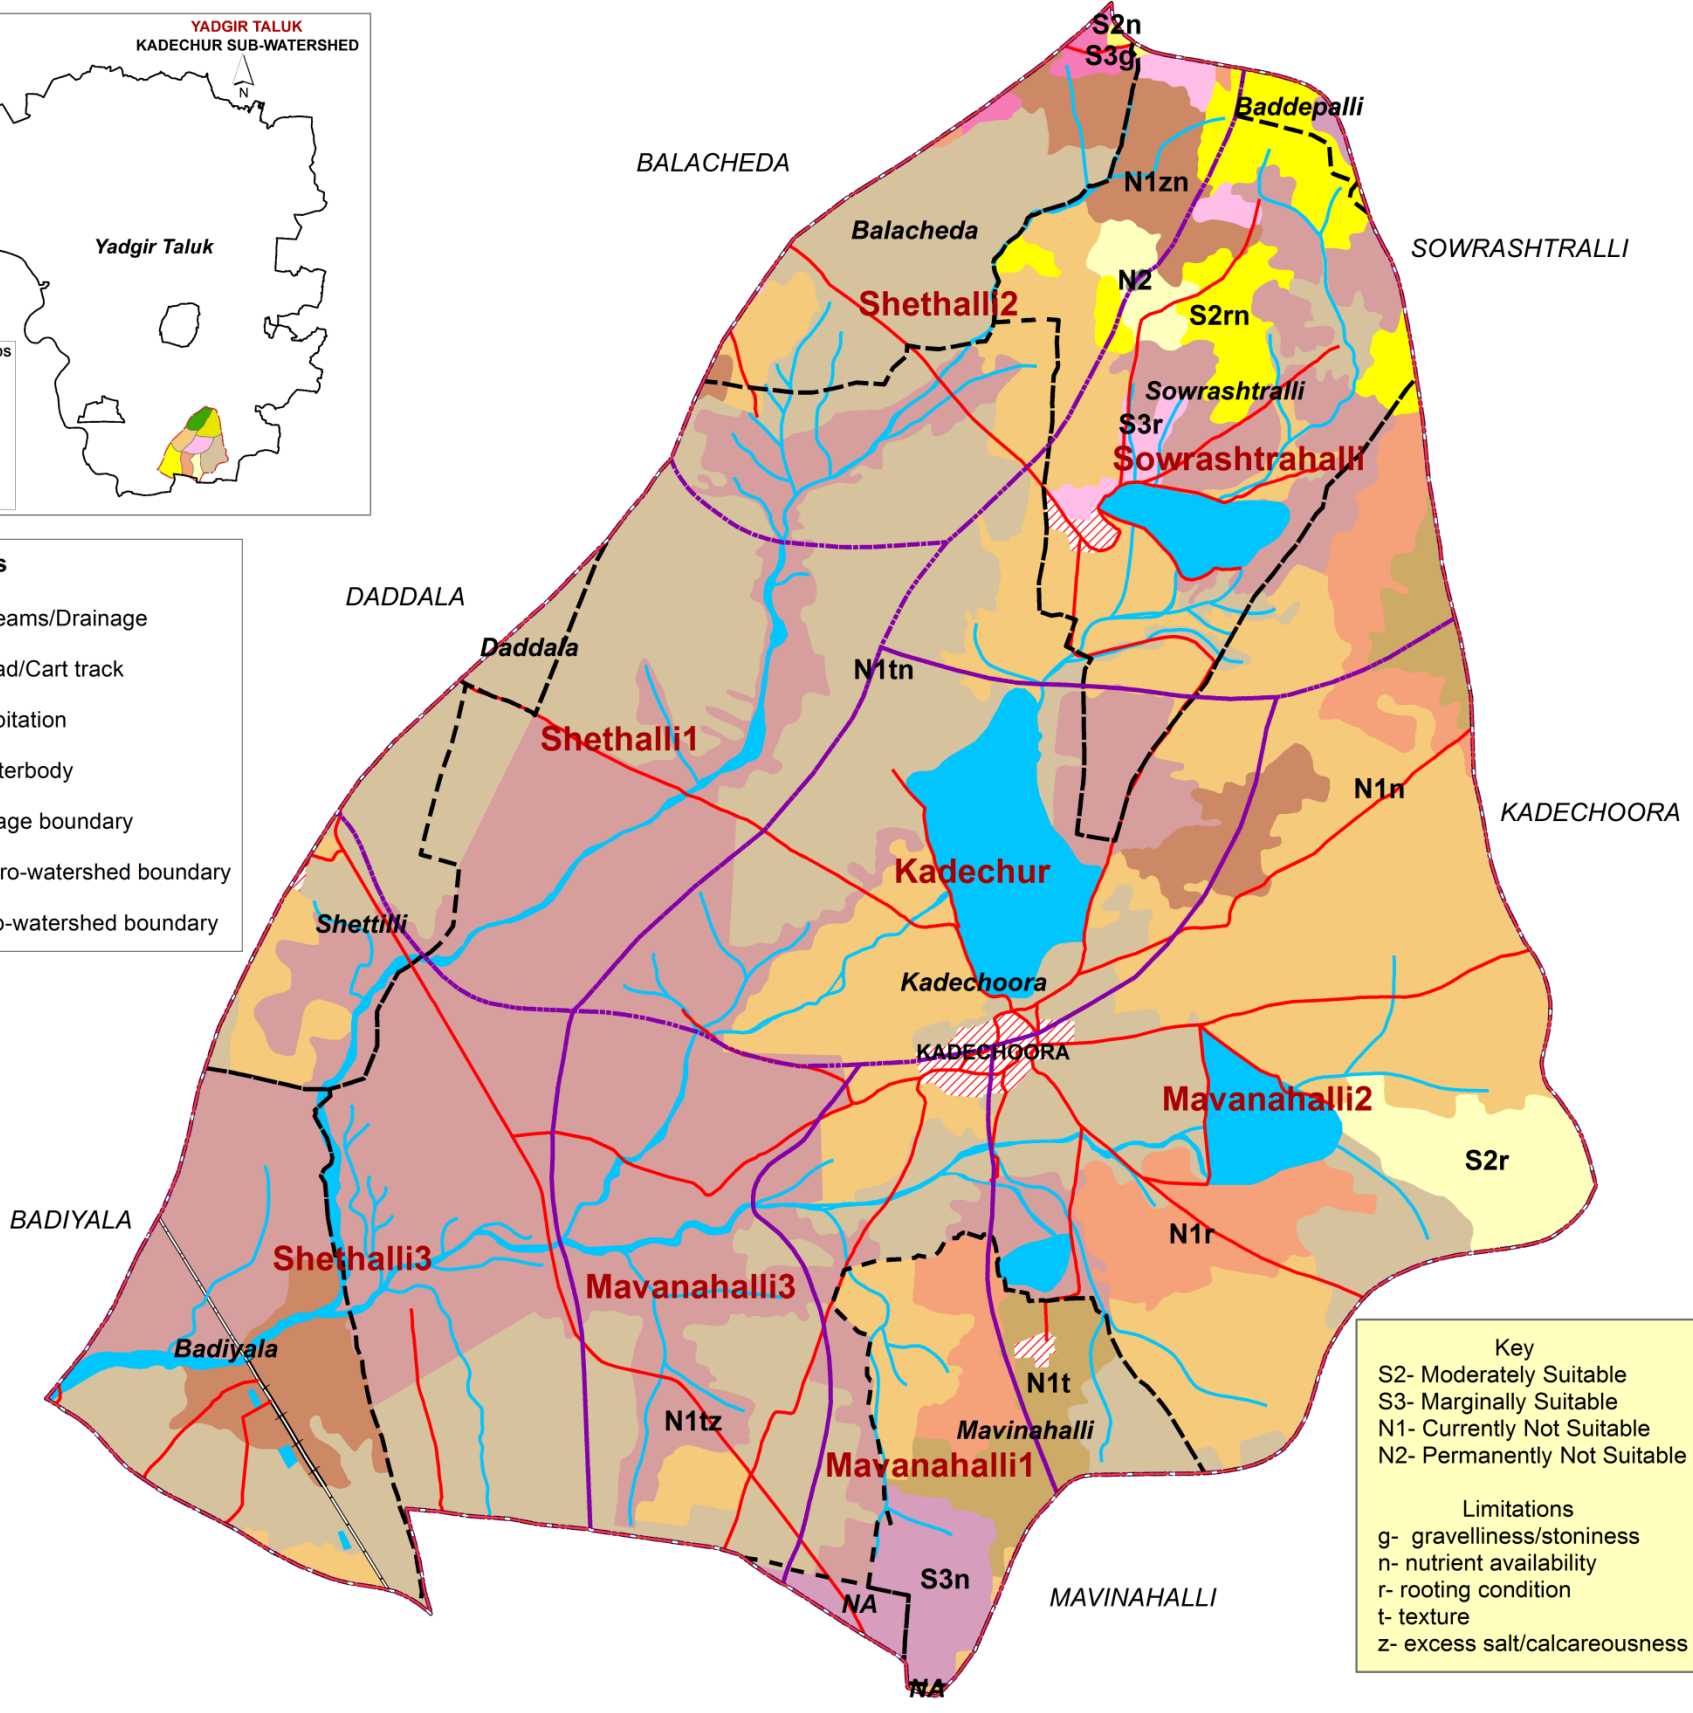 YADGIR TALUK
KADECHUR SUB-WATERSHED
N
Yadgir Taluk
eams/Drainage
ad/Cart track
bitation
terbody
age boundary
ro-watershed boundary
o-watershed boundary
S2n
S3g
Baddepalli
BALACHEDA
N1zn
Balacheda
SOWRASHTRALLI
N2
Shethalli2
S2rn
Sowrashtralli
S3r
Sowrashtrahalli
DADDALA
Daddala
N1tn
Shethalli1
N1n
KADECHOORA
Kadechur
Shettilli
Kadechoora
KADECHOORA
Mavanahalli2
S2r
BADIYALA
N1r
Shethalli3
Mavanahalli3
Badiyala
N1t
N1tz
Mavinahalli
Mavanahalli1
S3n
NA
MAVINAHALLI
NA
Key
S2- Moderately Suitable
S3- Marginally Suitable
N1- Currently Not Suitable
N2- Permanently Not Suitable
Limitations
g- gravelliness/stoniness
n- nutrient availability
r- rooting condition
t- texture
z- excess salt/calcareousness